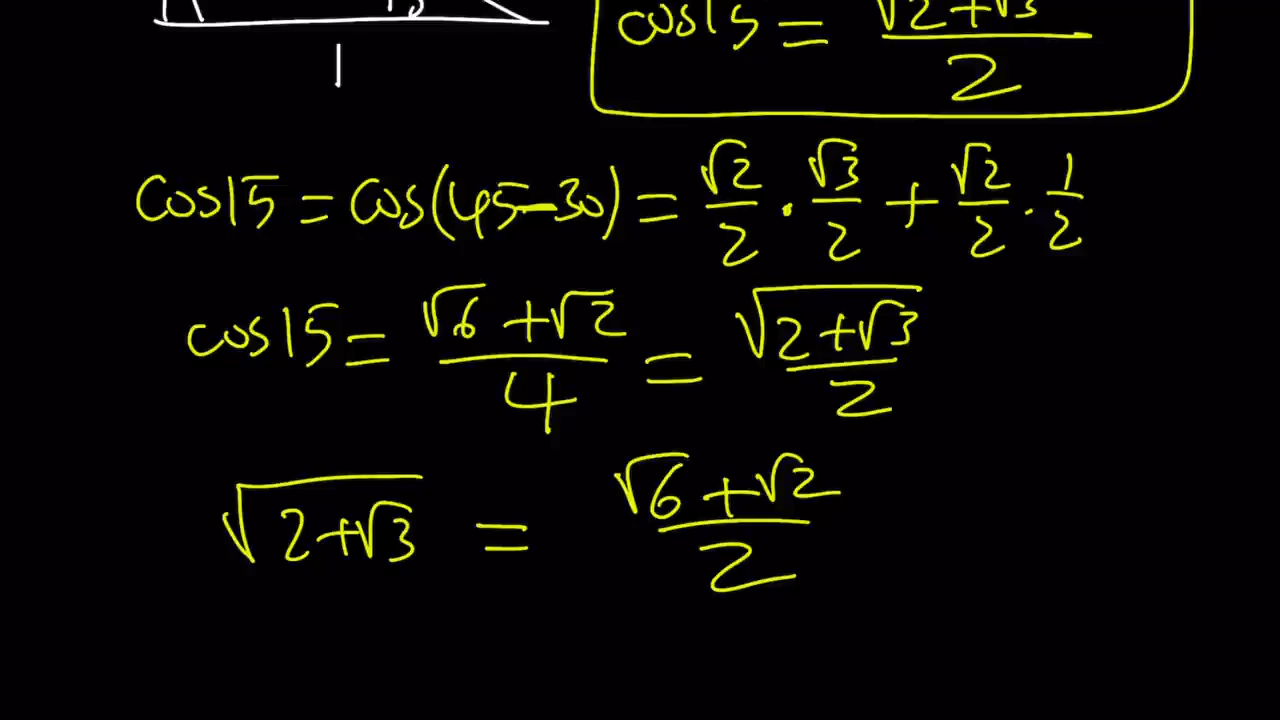 cos15 = √(2+√3)/2
1
cos15 = cos(45-30) = √2/2 · √3/2 + √2/2 · 1/2
cos15 = (√6+√2)/4 = √(2+√3)/2
√(2+√3) = (√6+√2)/2